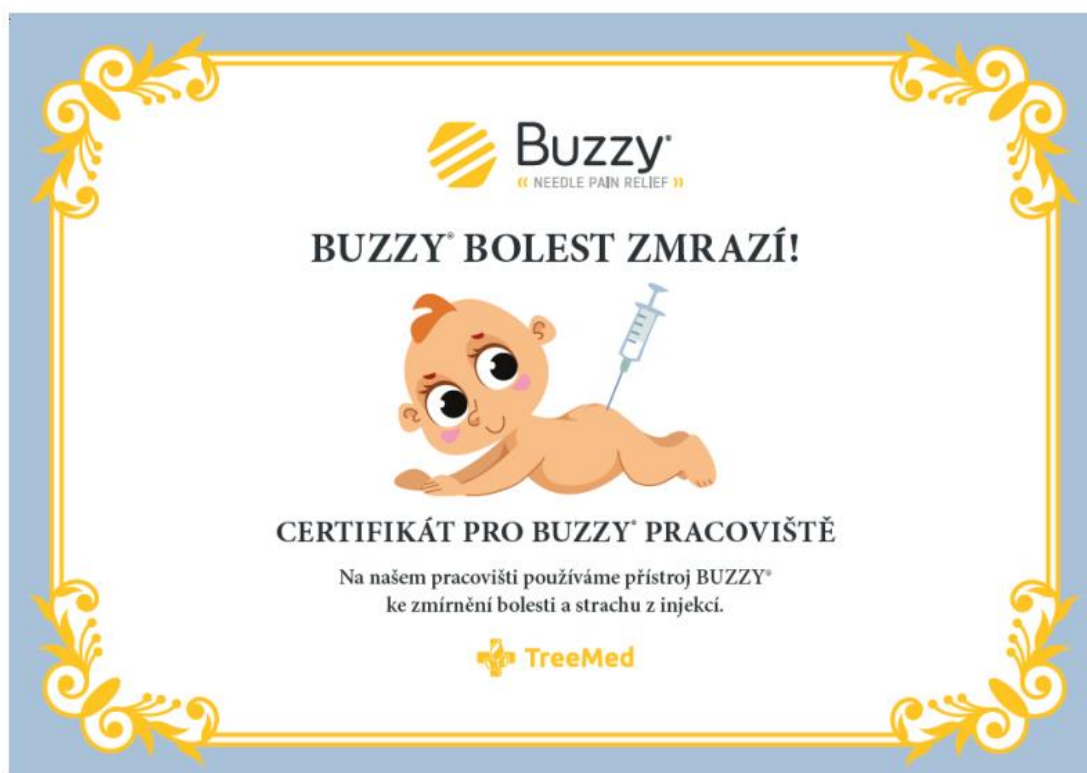 Buzzy®
« NEEDLE PAIN RELIEF »
BUZZY® BOLEST ZMRAZÍ!
CERTIFIKÁT PRO BUZZY® PRACOVIŠTĚ
Na našem pracovišti používáme přístroj BUZZY®
ke zmírnění bolesti a strachu z injekcí.
TreeMed